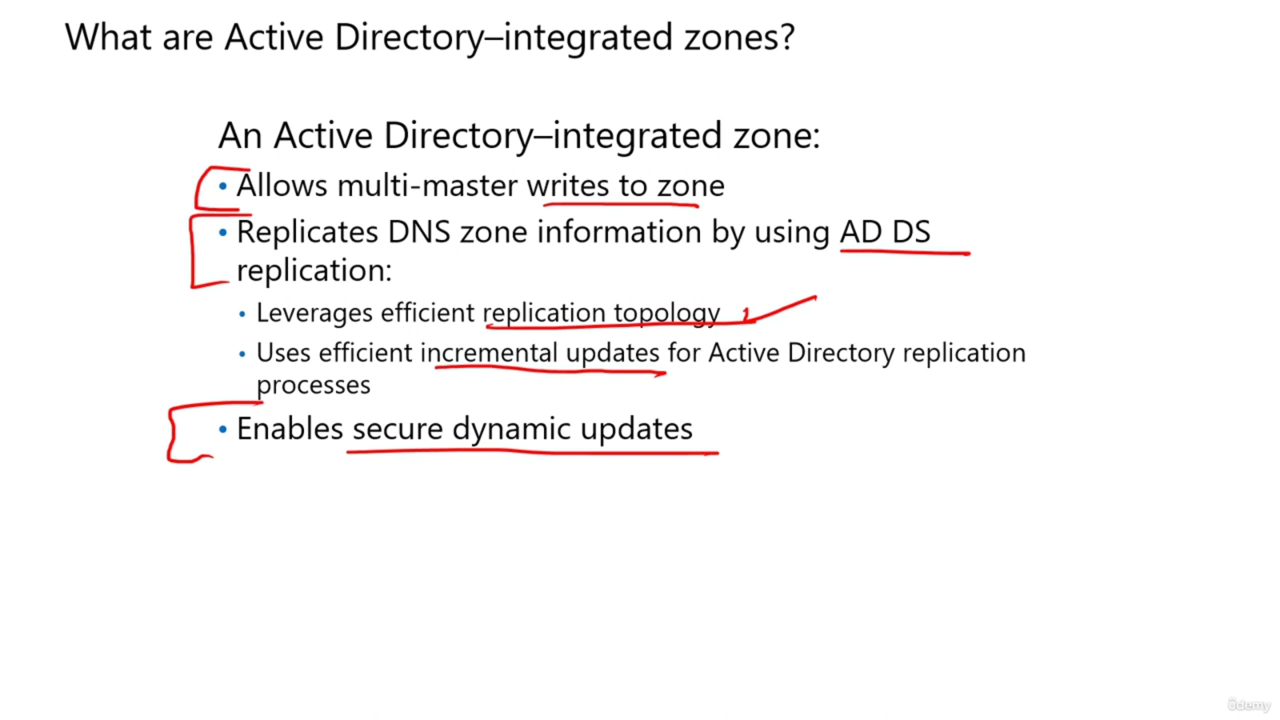 What are Active Directory–integrated zones?
An Active Directory–integrated zone:
• Allows multi-master writes to zone
• Replicates DNS zone information by using AD DS
replication:
• Leverages efficient replication topology
• Uses efficient incremental updates for Active Directory replication
processes
• Enables secure dynamic updates
ûdemy